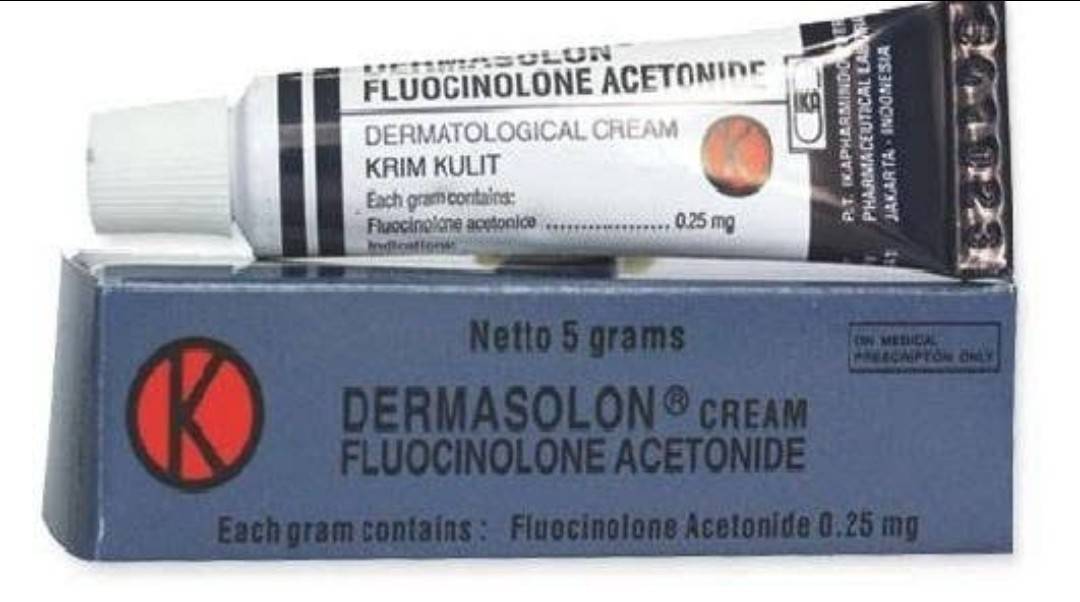 DERMASOLON
FLUOCINOLONE ACETONIDE
DERMATOLOGICAL CREAM
KRIM KULIT
Each gram contains:
Fluocinolone acetonide .................. 0.25 mg
Indications:
K
IKA
P.T. IKAPHARMINDO
PHARMACEUTICAL
JAKARTA - INDONESIA
Netto 5 grams
ON MEDICAL
PRESCRIPTION ONLY
K
DERMASOLON® CREAM
FLUOCINOLONE ACETONIDE
Each gram contains : Fluocinolone Acetonide 0.25 mg